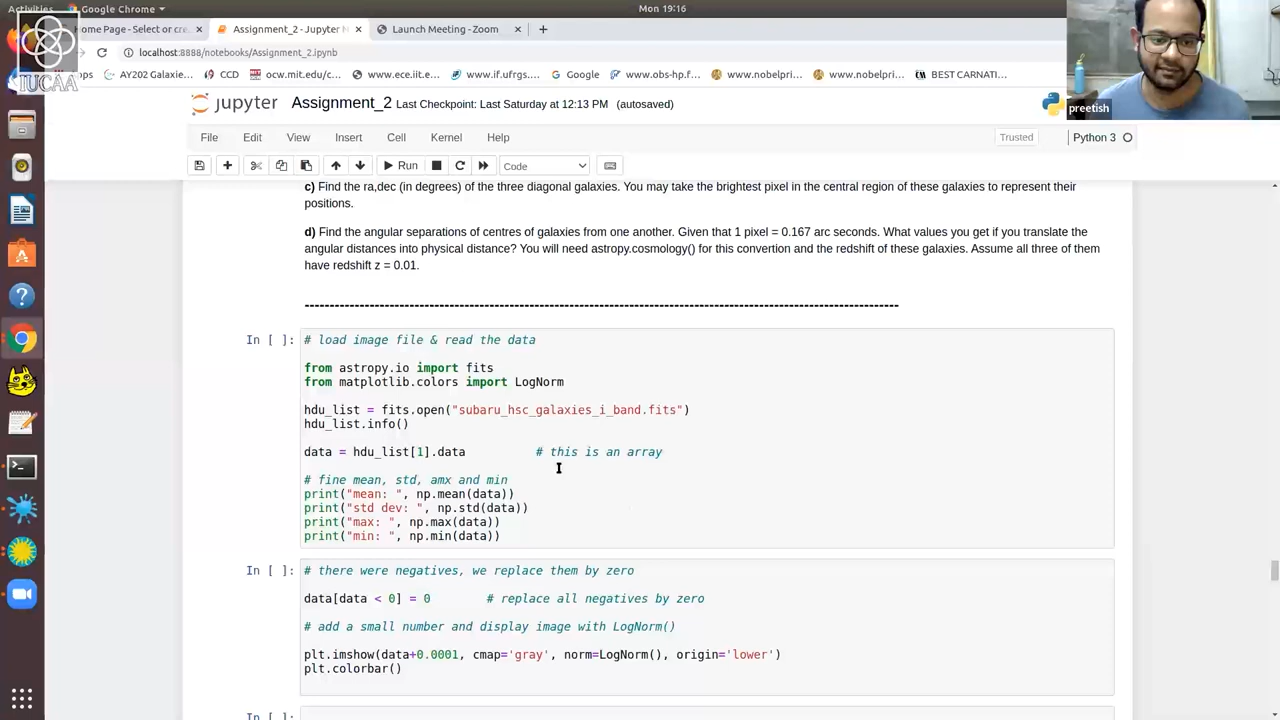 Activities
Google Chrome
Mon 19:16
Home Page - Select or cre
Assignment_2 - Jupyter N
Launch Meeting - Zoom
localhost:8888/notebooks/Assignment_2.ipynb
AY202 Galaxie…
CCD
ocw.mit.edu/c…
www.ece.iit.e…
www.if.ufrgs.…
Google
www.obs-hp.f…
www.nobelpri…
www.nobelpri…
BEST CARNATI…
IUCAA
jupyter
Assignment_2 Last Checkpoint: Last Saturday at 12:13 PM (autosaved)
preetish
File Edit View Insert Cell Kernel Help
Trusted
Python 3
Run
Code
c) Find the ra,dec (in degrees) of the three diagonal galaxies. You may take the brightest pixel in the central region of these galaxies to represent their
positions.
d) Find the angular separations of centres of galaxies from one another. Given that 1 pixel = 0.167 arc seconds. What values you get if you translate the
angular distances into physical distance? You will need astropy.cosmology() for this convertion and the redshift of these galaxies. Assume all three of them
have redshift z = 0.01.
In [ ]:
# load image file & read the data
from astropy.io import fits
from matplotlib.colors import LogNorm
hdu_list = fits.open("subaru_hsc_galaxies_i_band.fits")
hdu_list.info()
data = hdu_list[1].data # this is an array
# fine mean, std, amx and min
print("mean: ", np.mean(data))
print("std dev: ", np.std(data))
print("max: ", np.max(data))
print("min: ", np.min(data))
In [ ]:
# there were negatives, we replace them by zero
data[data < 0] = 0 # replace all negatives by zero
# add a small number and display image with LogNorm()
plt.imshow(data+0.0001, cmap='gray', norm=LogNorm(), origin='lower')
plt.colorbar()
In [ ]: